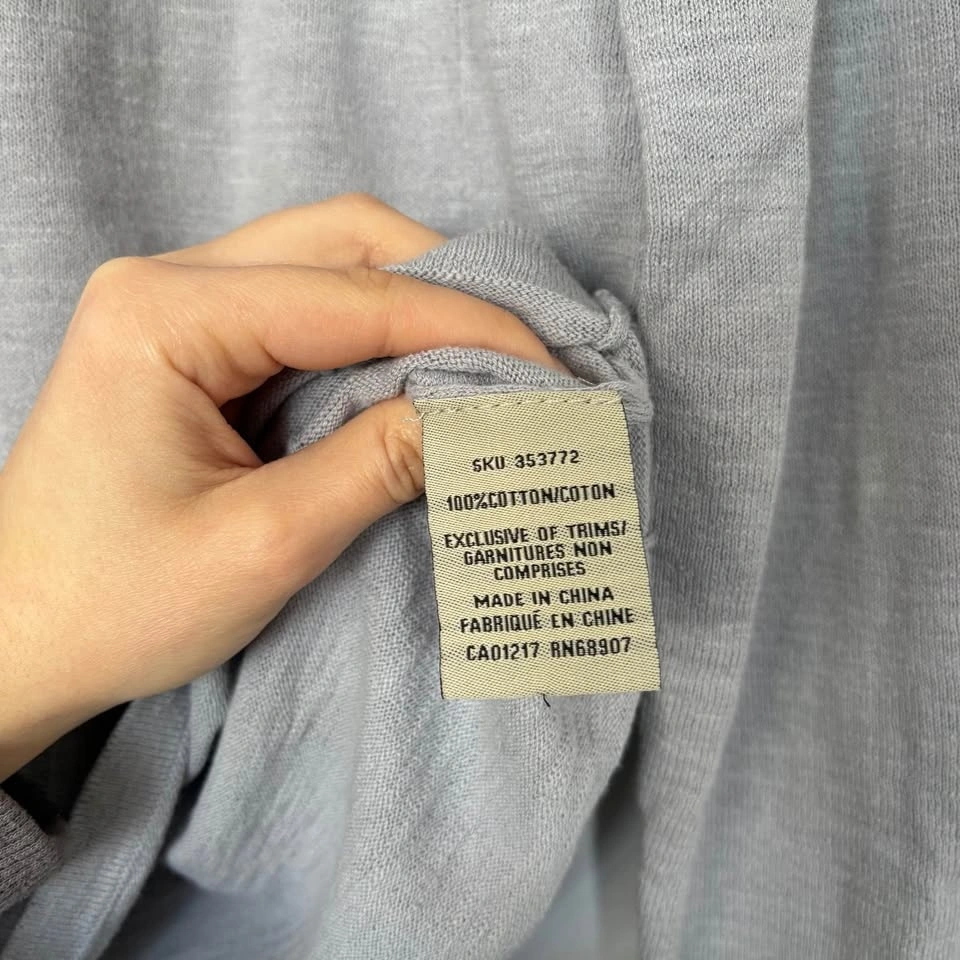 SKU 353772
100%COTTON/COTON
EXCLUSIVE OF TRIMS/
GARNITURES NON
COMPRISES
MADE IN CHINA
FABRIQUÉ EN CHINE
CA01217 RN68907